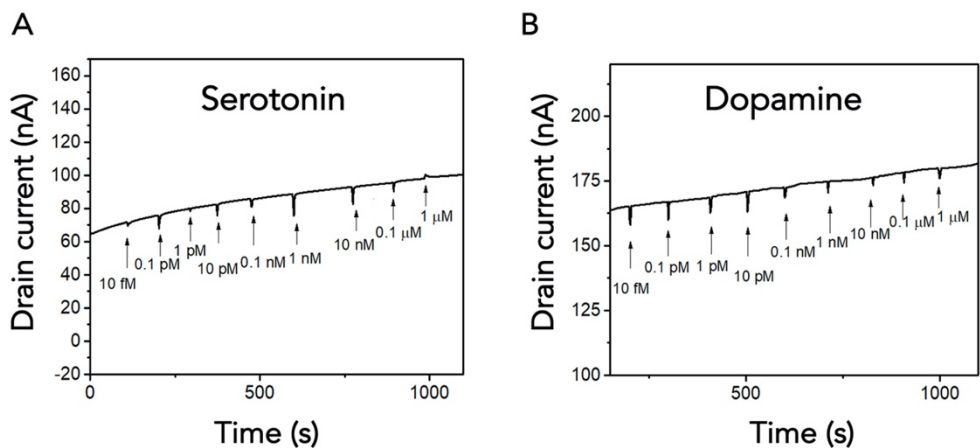 A
Serotonin
Drain current (nA)
160
140
120
100
80
60
40
20
0
-20
10 fM
0.1 pM
1 pM
10 pM
0.1 nM
1 nM
10 nM
0.1 μM
1 μM
0
500
1000
Time (s)
B
Dopamine
Drain current (nA)
200
175
150
125
100
10 fM
0.1 pM
1 pM
10 pM
0.1 nM
1 nM
10 nM
0.1 μM
1 μM
500
1000
Time (s)